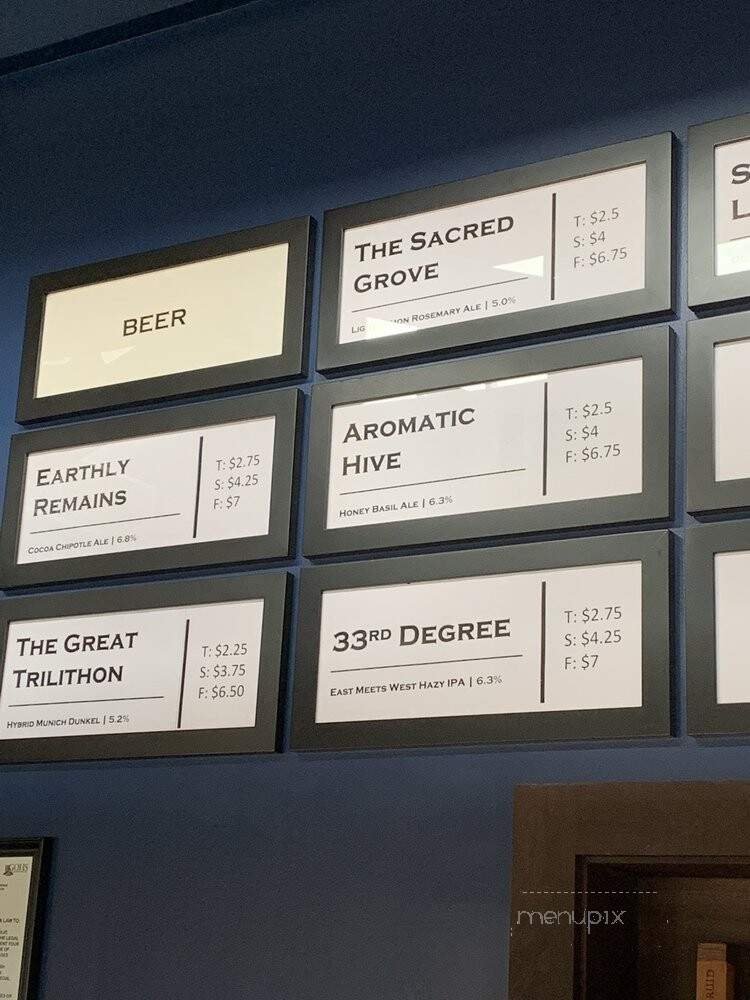 BEER
THE SACRED
GROVE
ROSEMARY ALE | 5.0%
T: $2.5
S: $4
F: $6.75
S
L
EARTHLY
REMAINS
COCOA CHIPOTLE ALE | 6.8%
T: $2.75
S: $4.25
F: $7
AROMATIC
HIVE
HONEY BASIL ALE | 6.3%
T: $2.5
S: $4
F: $6.75
THE GREAT
TRILITHON
HYBRID MUNICH DUNKEL | 5.2%
T: $2.25
S: $3.75
F: $6.50
33RD DEGREE
EAST MEETS WEST HAZY IPA | 6.3%
T: $2.75
S: $4.25
F: $7
GOHS
menupix